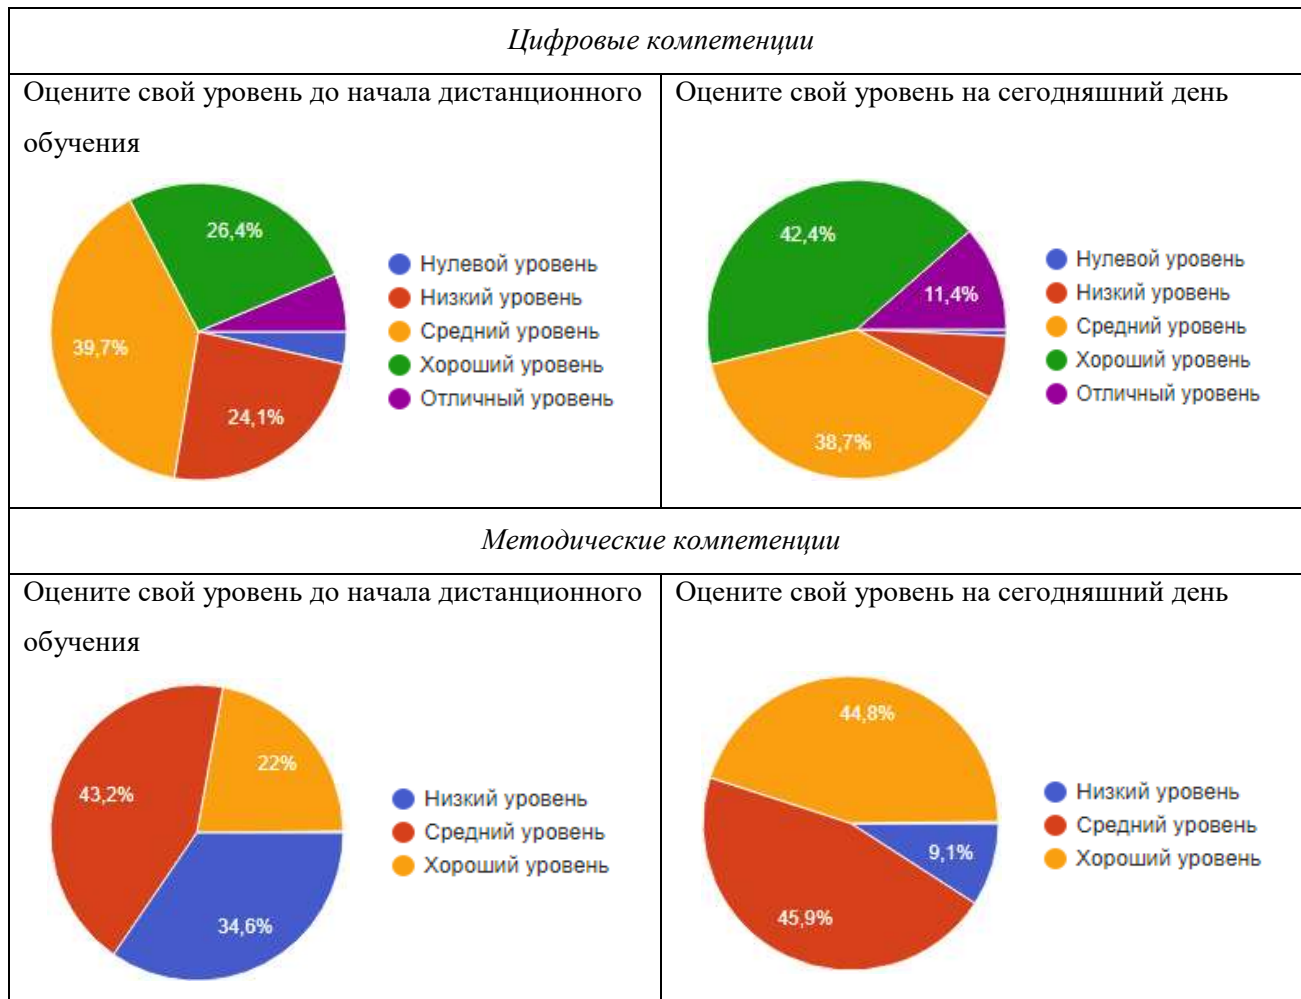 Цифровые компетенции
Оцените свой уровень до начала дистанционного
обучения
26,4%
39,7%
24,1%
Нулевой уровень
Низкий уровень
Средний уровень
Хороший уровень
Отличный уровень
Оцените свой уровень на сегодняшний день
42,4%
11,4%
38,7%
Нулевой уровень
Низкий уровень
Средний уровень
Хороший уровень
Отличный уровень
Методические компетенции
Оцените свой уровень до начала дистанционного
обучения
22%
43,2%
34,6%
Низкий уровень
Средний уровень
Хороший уровень
Оцените свой уровень на сегодняшний день
44,8%
9,1%
45,9%
Низкий уровень
Средний уровень
Хороший уровень